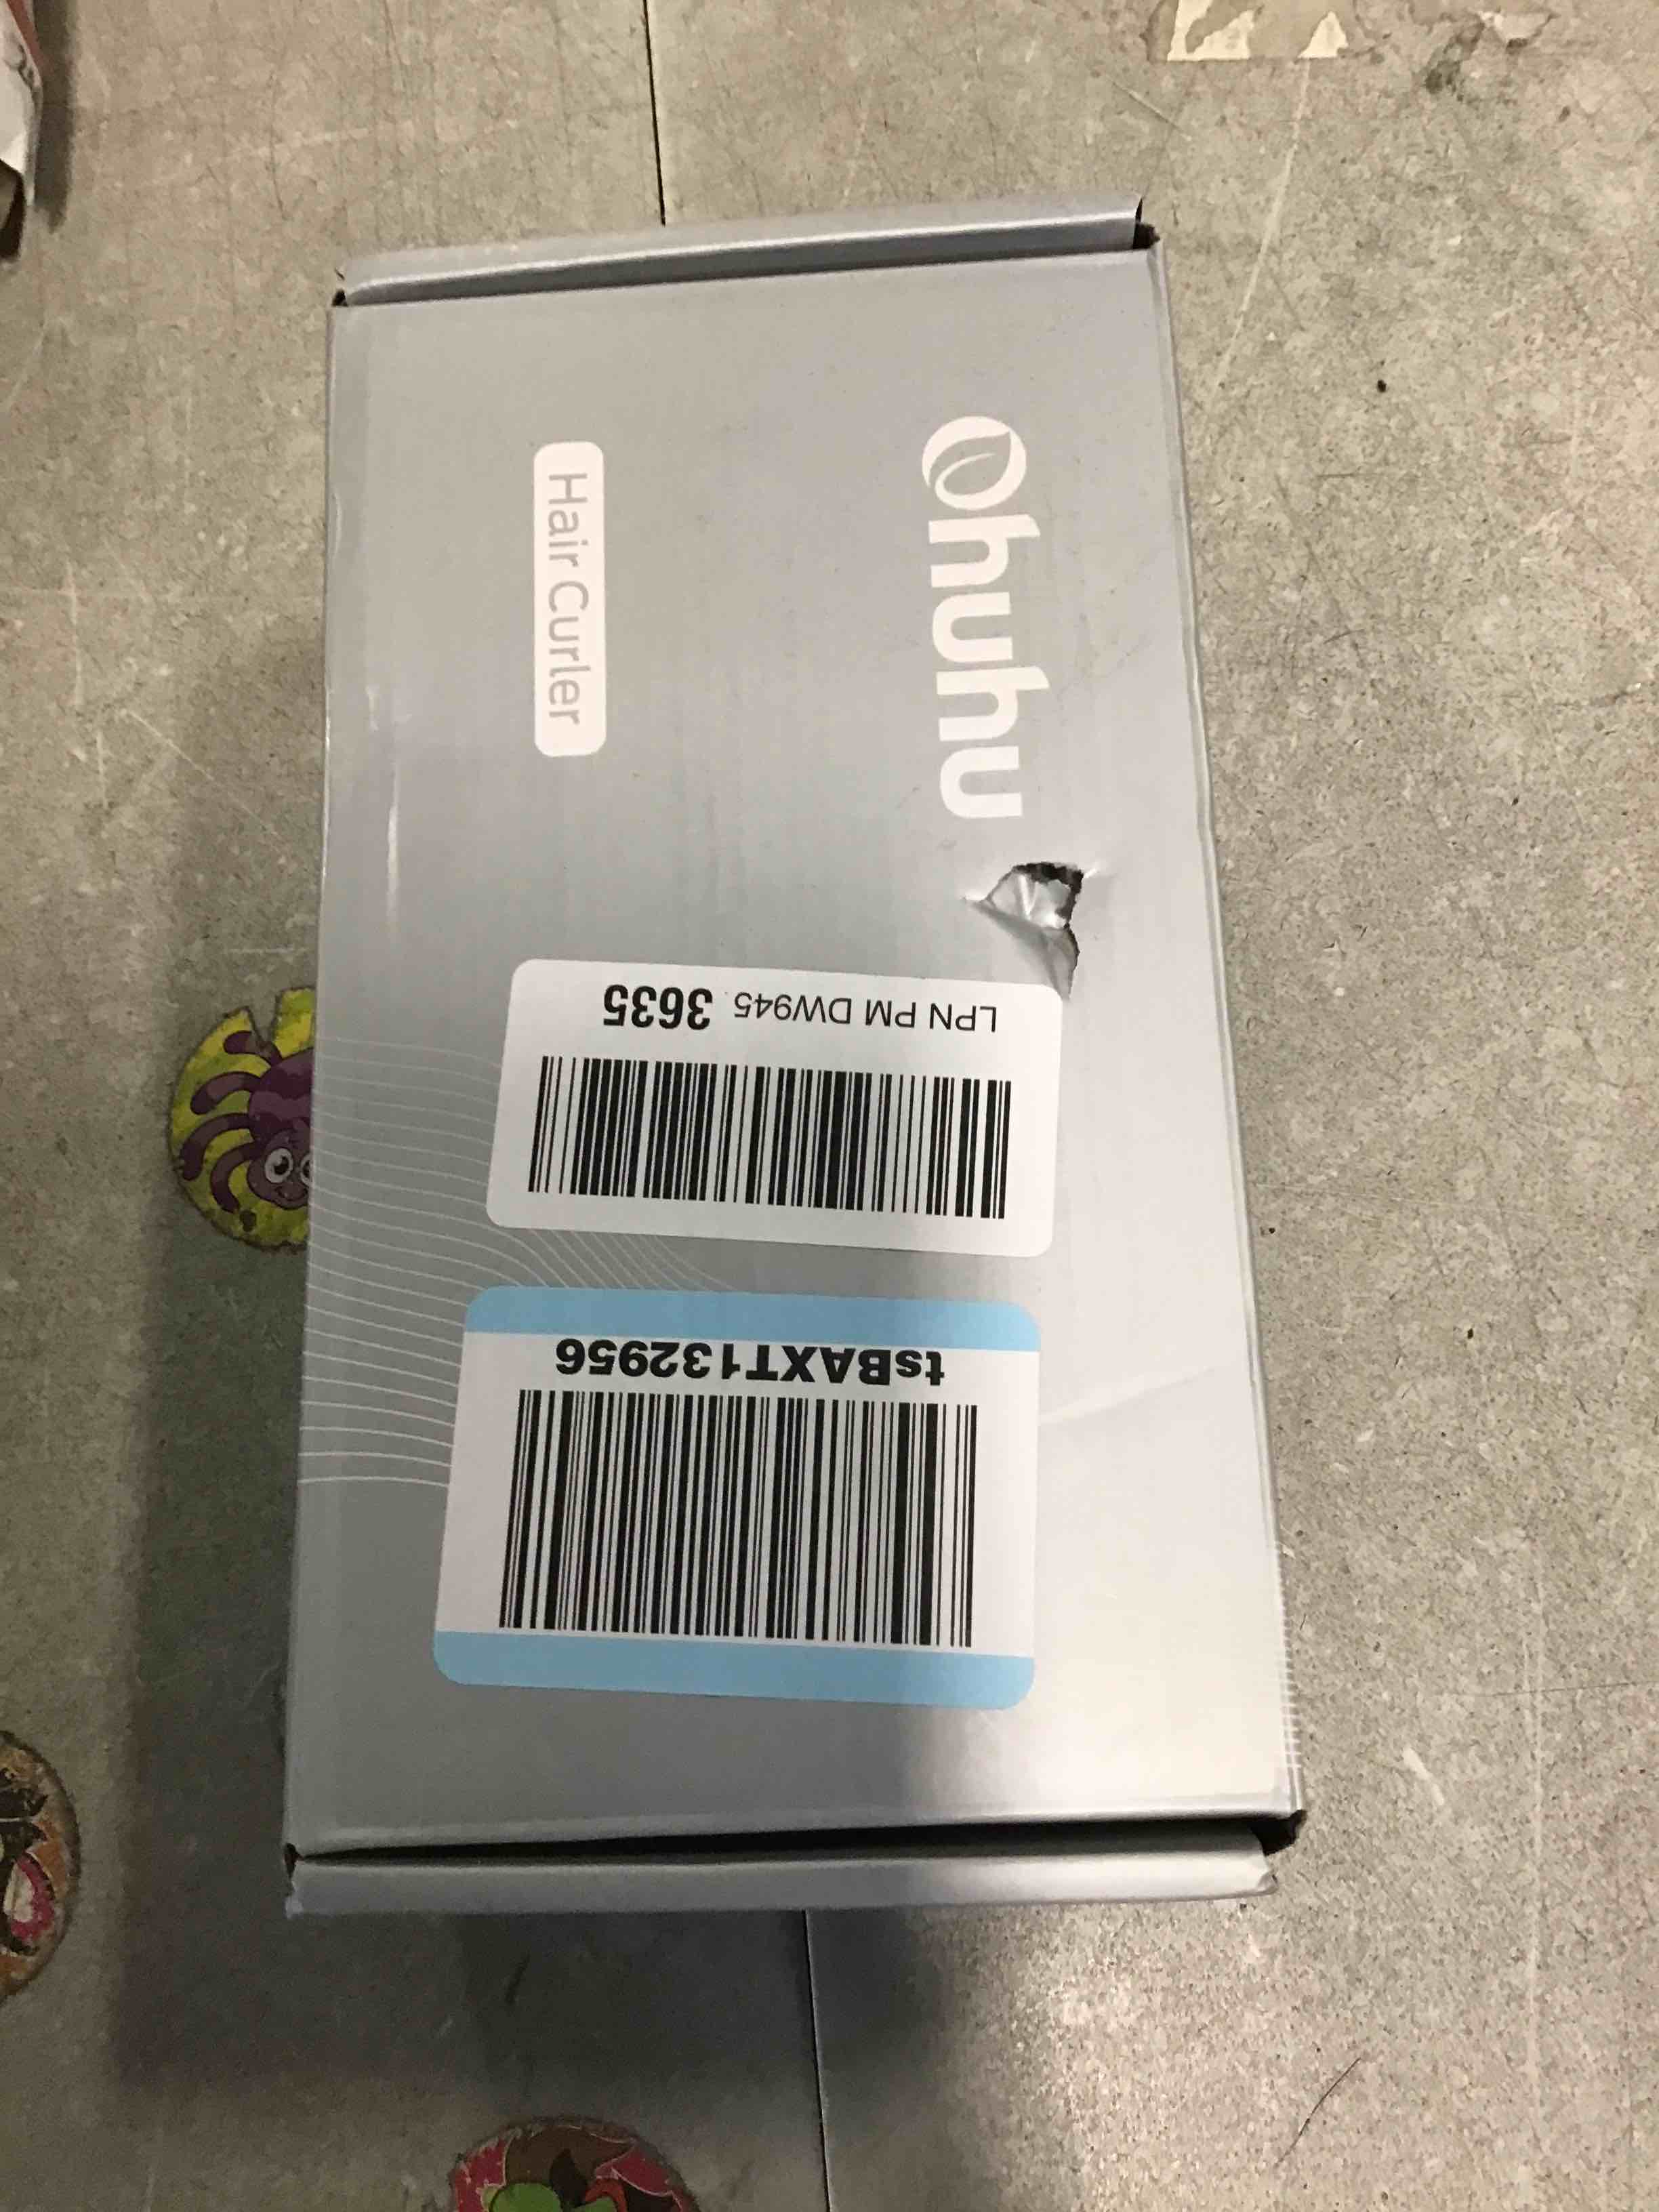 Ohuhu
Hair Curler
LPN PM DW945 3635
tsBAXT132956